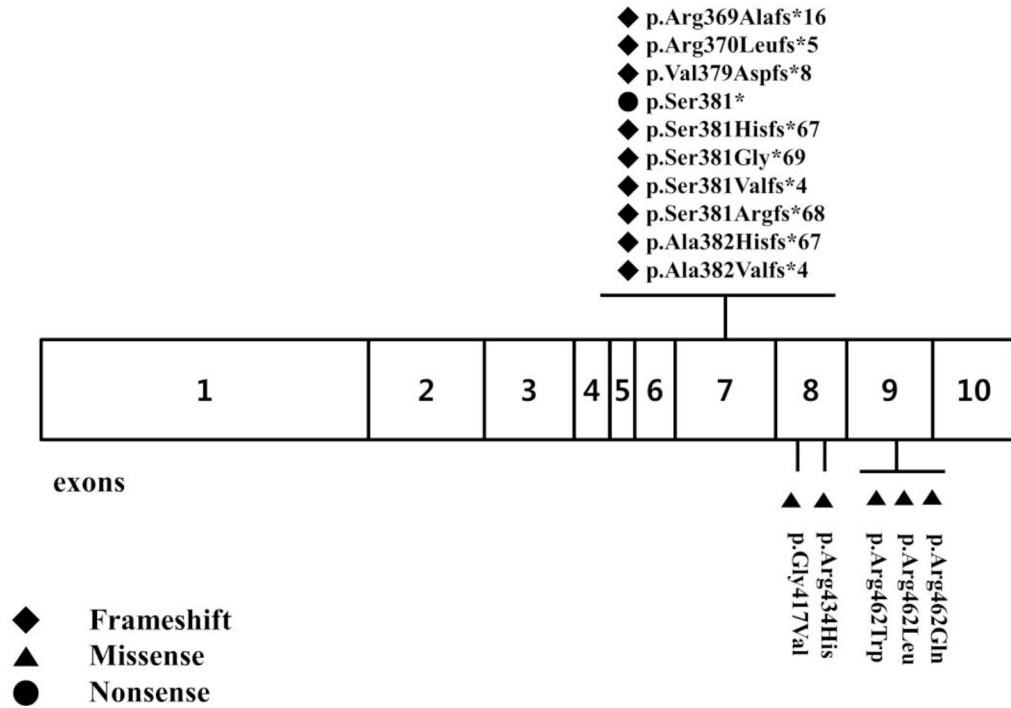 p.Arg369Alafs*16
p.Arg370Leufs*5
p.Val379Aspfs*8
p.Ser381*
p.Ser381Hisfs*67
p.Ser381Gly*69
p.Ser381Valfs*4
p.Ser381Argfs*68
p.Ala382Hisfs*67
p.Ala382Valfs*4
1 2 3 4 5 6 7 8 9 10
exons
p.Gly417Val
p.Arg434His
p.Arg462Trp
p.Arg462Leu
p.Arg462Gln
Frameshift
Missense
Nonsense